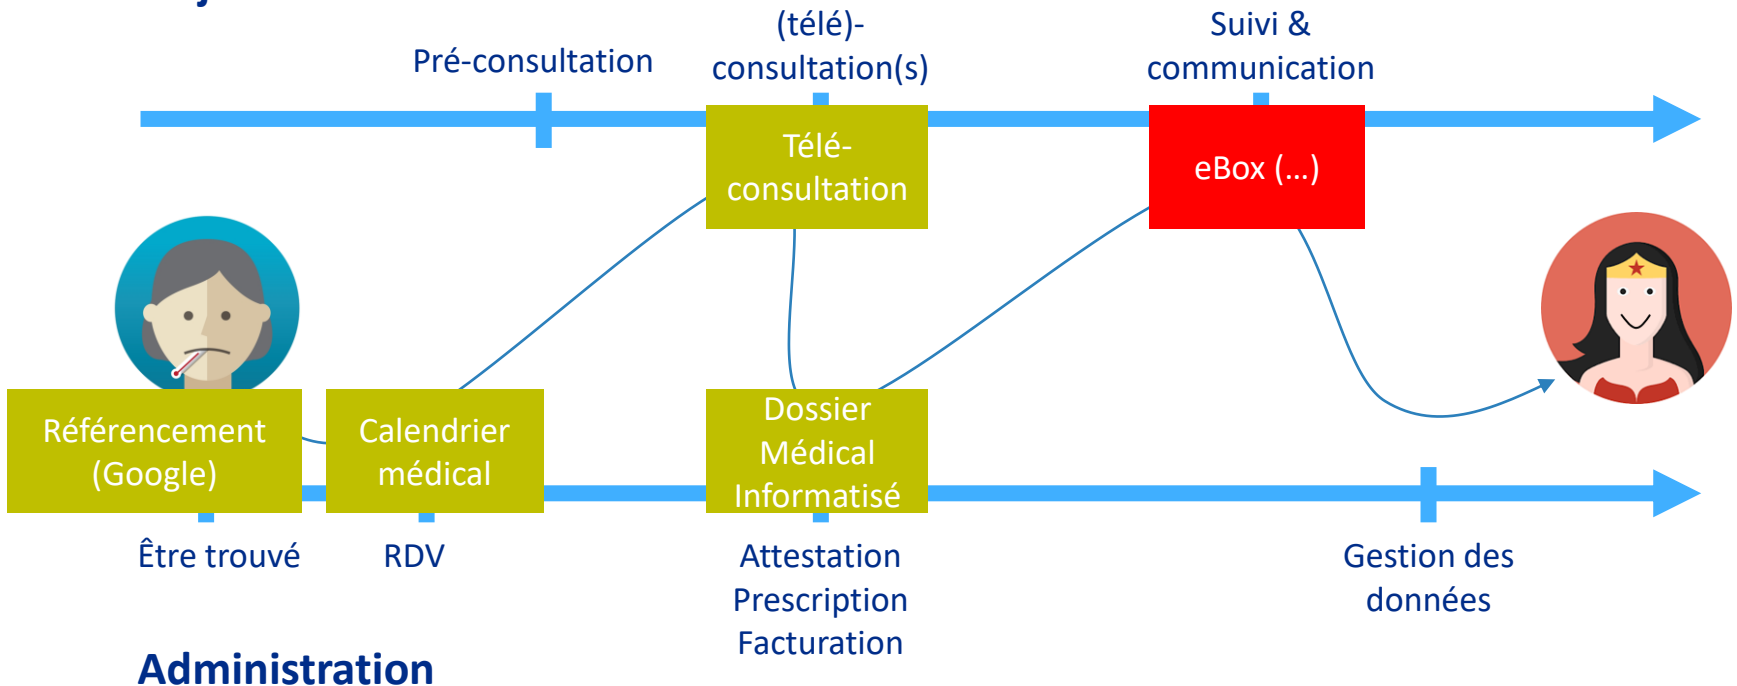 Pré-consultation
(télé)-
consultation(s)
Suivi &
communication
Télé-
consultation
eBox (...)
Référencement
(Google)
Calendrier
médical
Dossier
Médical
Informatisé
Être trouvé
RDV
Attestation
Prescription
Facturation
Gestion des
données
Administration